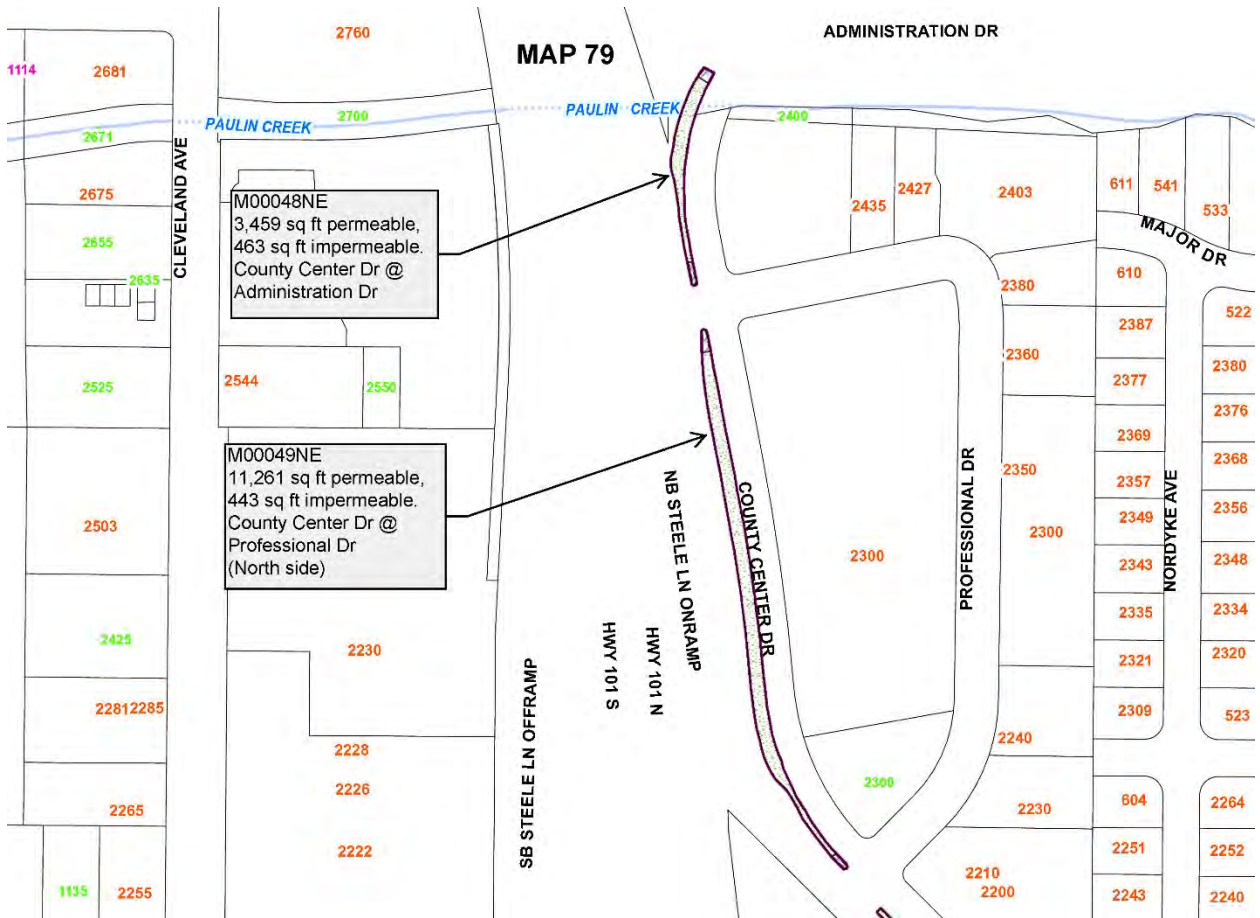 MAP 79
ADMINISTRATION DR
2760
1114
2681
2700
PAULIN CREEK
PAULIN CREEK
2400
2671
2675
CLEVELAND AVE
2655
2635
M00048NE
3,459 sq ft permeable,
463 sq ft impermeable.
County Center Dr @
Administration Dr
2435
2427
2403
611
541
533
MAJOR DR
610
2380
522
2387
2360
2380
2377
2376
2525
2544
2550
2369
2368
M00049NE
11,261 sq ft permeable,
443 sq ft impermeable.
County Center Dr @
Professional Dr
(North side)
NB STEELE LN ONRAMP
COUNTY CENTER DR
PROFESSIONAL DR
NORDYKE AVE
2350
2357
2356
2503
2300
2300
2349
2343
2348
2335
2334
2425
2230
HWY 101 S
HWY 101 N
SB STEELE LN OFFRAMP
2321
2320
2281
2285
2309
523
2228
2240
2226
2300
2265
2230
604
2264
2222
2251
2252
1135
2255
2210
2200
2243
2240